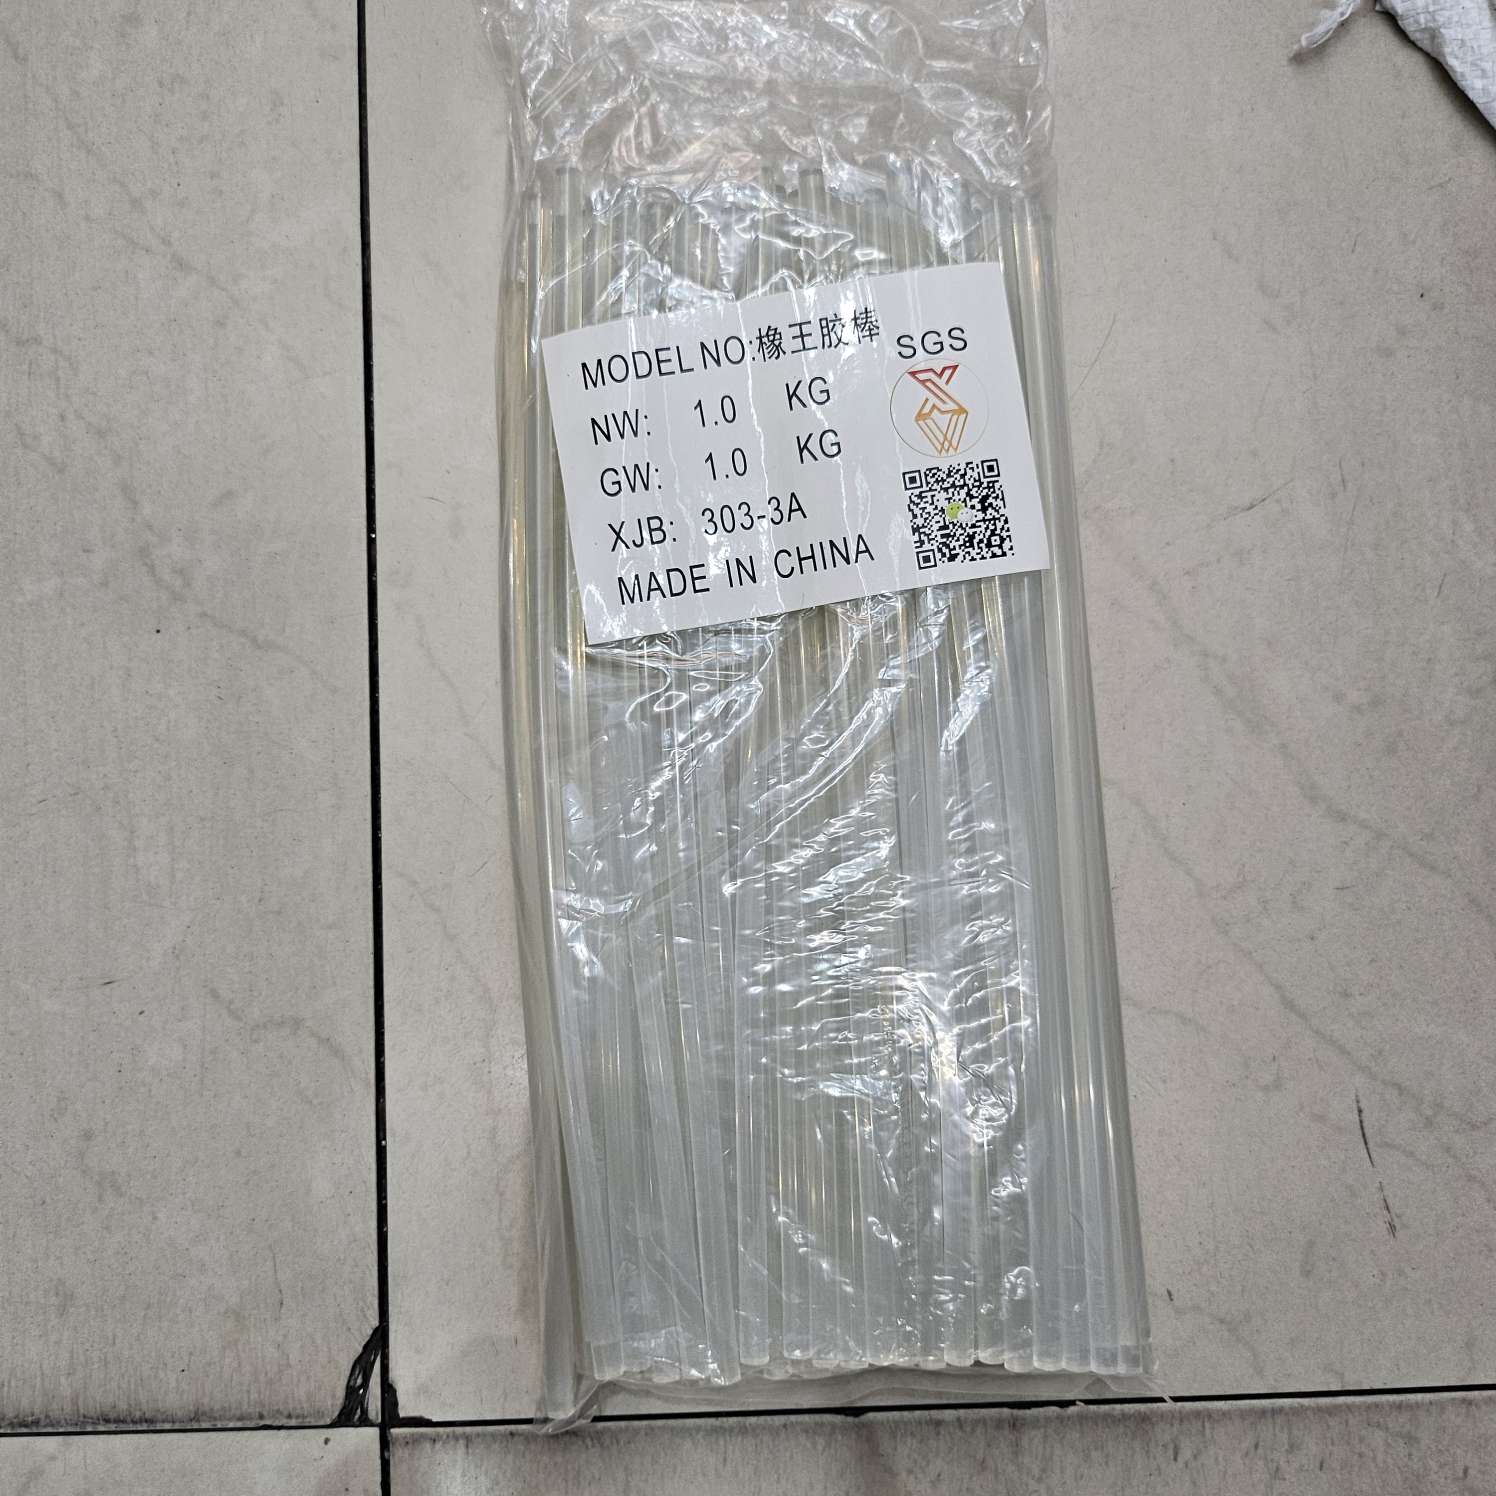 MODEL NO:橡王胶棒
SGS
NW: 1.0 KG
GW: 1.0 KG
XJB: 303-3A
MADE IN CHINA